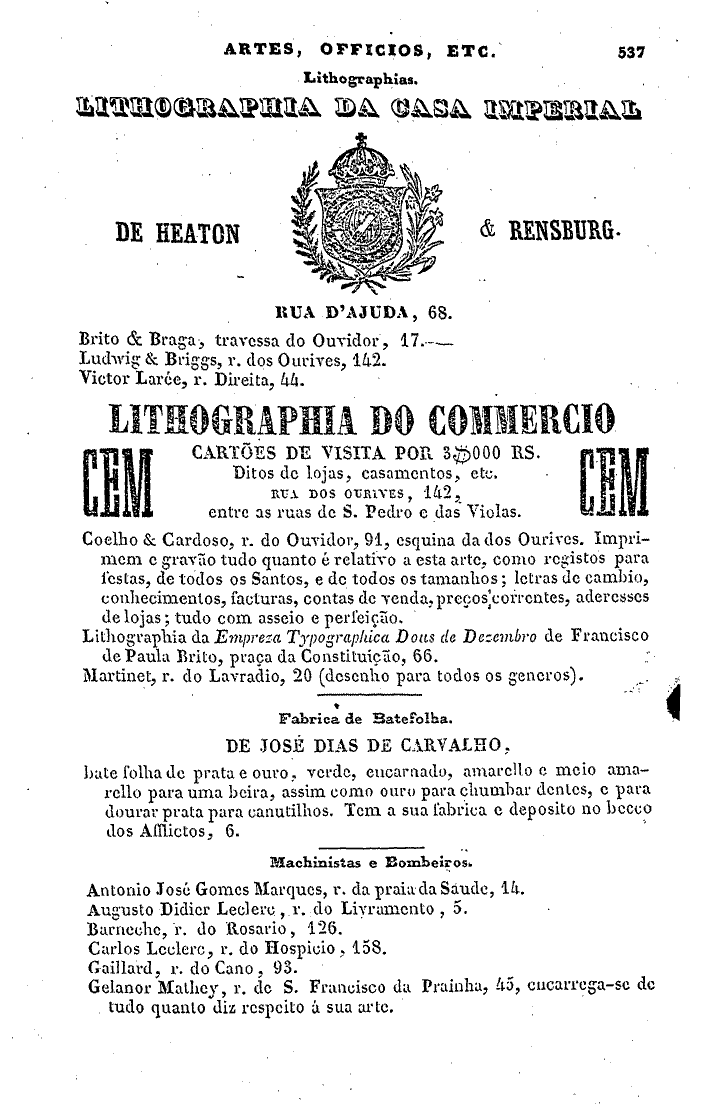 ARTES, OFFICIOS, ETC. 537
Lithographias.
LITHOGRAPHIA DA CASA IMPERIAL
DE HEATON & RENSBURG.
RUA D'AJUDA, 68.
Brito & Braga, travessa do Ouvidor, 17.
Ludwig & Briggs, r. dos Ourives, 142.
Victor Larée, r. Direita, 44.
LITHOGRAPHIA DO COMMERCIO
CEM CARTÕES DE VISITA POR 3$000 RS. CEM
Ditos de lojas, casamentos, etc.
RUA DOS OURIVES, 142,
entre as ruas de S. Pedro e das Violas.
Coelho & Cardoso, r. do Ouvidor, 91, esquina da dos Ourives. Impri-
mem e gravão tudo quanto é relativo a esta arte, como registos para
festas, de todos os Santos, e de todos os tamanhos; letras de cambio,
conhecimentos, facturas, contas de venda, preços correntes, aderesses
de lojas; tudo com asseio e perfeição.
Lithographia da Empreza Typographica Dous de Dezembro de Francisco
de Paula Brito, praça da Constituição, 66.
Martinet, r. do Lavradio, 20 (desenho para todos os generos).
Fabrica de Batefolha.
DE JOSÉ DIAS DE CARVALHO,
bate folha de prata e ouro, verde, encarnado, amarello e meio ama-
rello para uma beira, assim como ouro para chumbar dentes, e para
dourar prata para canutilhos. Tem a sua fabrica e deposito no becco
dos Afflictos, 6.
Machinistas e Bombeiros.
Antonio José Gomes Marques, r. da praia da Saude, 14.
Augusto Didier Leclerc, r. do Livramento, 5.
Barneche, r. do Rosario, 126.
Carlos Leclerc, r. do Hospicio, 158.
Gaillard, r. do Cano, 93.
Gelanor Mathey, r. de S. Francisco da Prainha, 45, encarrega-se de
tudo quanto diz respeito á sua arte.